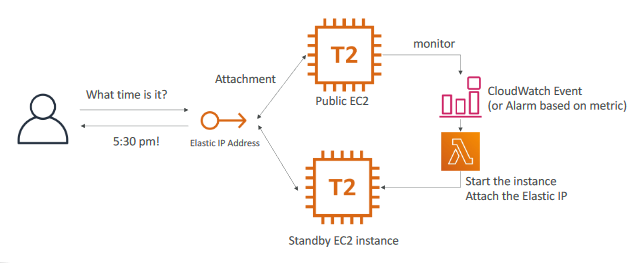 What time is it?
5:30 pm!
Elastic IP Address
Attachment
T2
Public EC2
monitor
CloudWatch Event
(or Alarm based on metric)
Start the instance
Attach the Elastic IP
T2
Standby EC2 instance